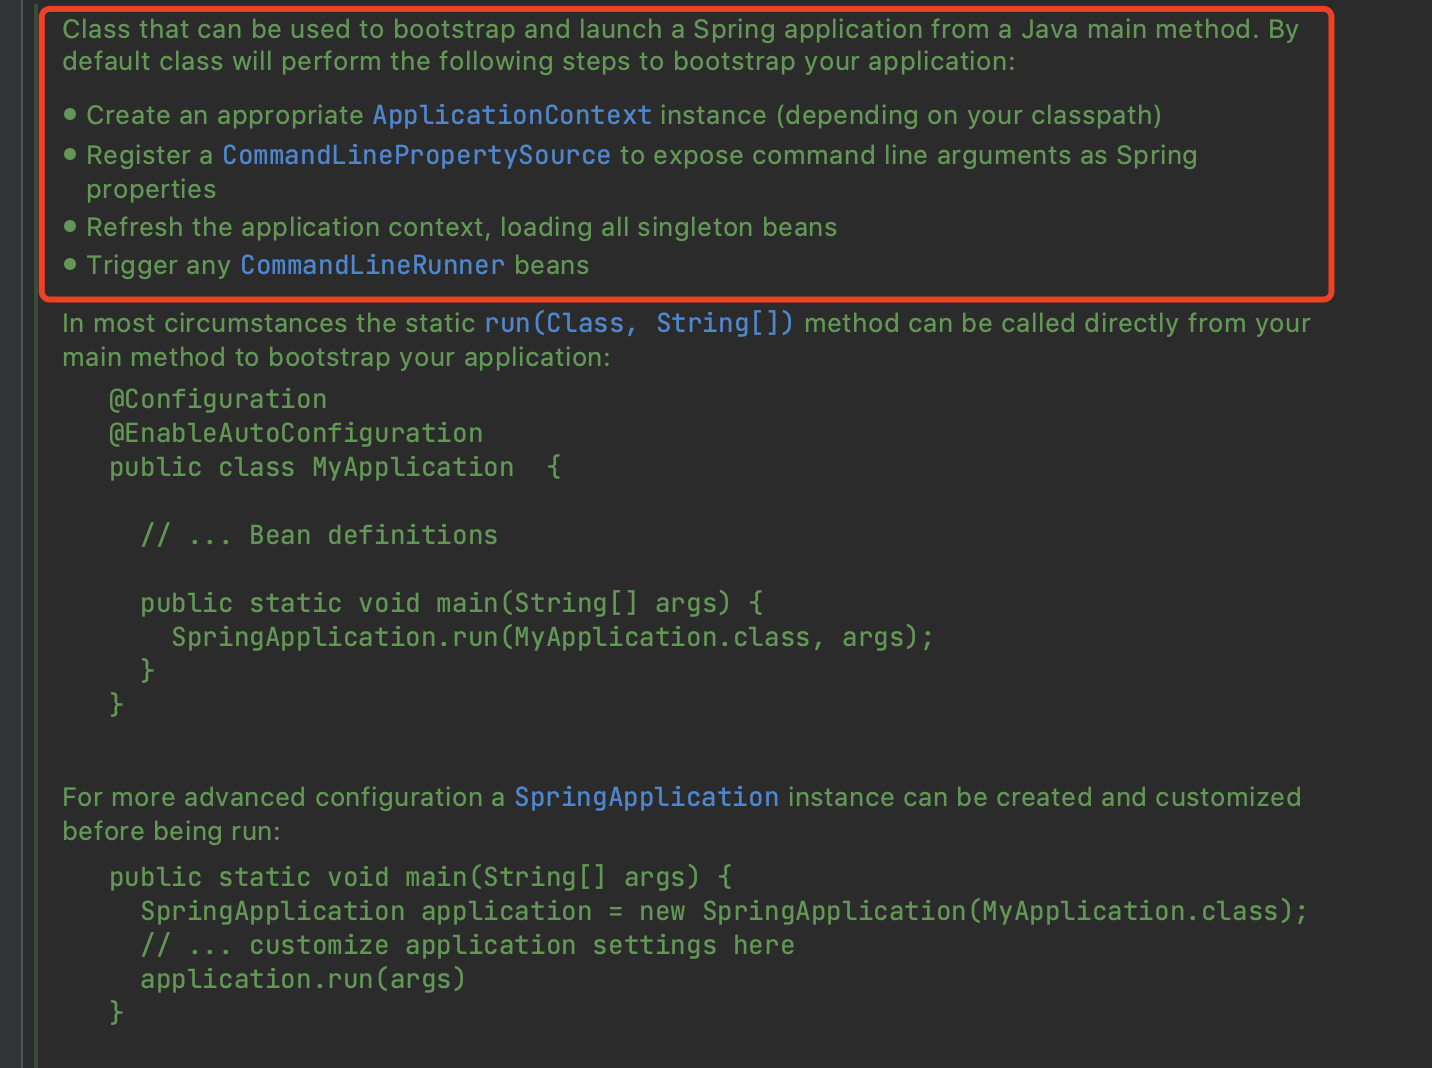 Class that can be used to bootstrap and launch a Spring application from a Java main method. By
default class will perform the following steps to bootstrap your application:
● Create an appropriate ApplicationContext instance (depending on your classpath)
● Register a CommandLinePropertySource to expose command line arguments as Spring
properties
● Refresh the application context, loading all singleton beans
● Trigger any CommandLineRunner beans
In most circumstances the static run(Class, String[]) method can be called directly from your
main method to bootstrap your application:
@Configuration
@EnableAutoConfiguration
public class MyApplication  {
// ... Bean definitions
public static void main(String[] args) {
SpringApplication.run(MyApplication.class, args);
}
}
For more advanced configuration a SpringApplication instance can be created and customized
before being run:
public static void main(String[] args) {
SpringApplication application = new SpringApplication(MyApplication.class);
// ... customize application settings here
application.run(args)
}